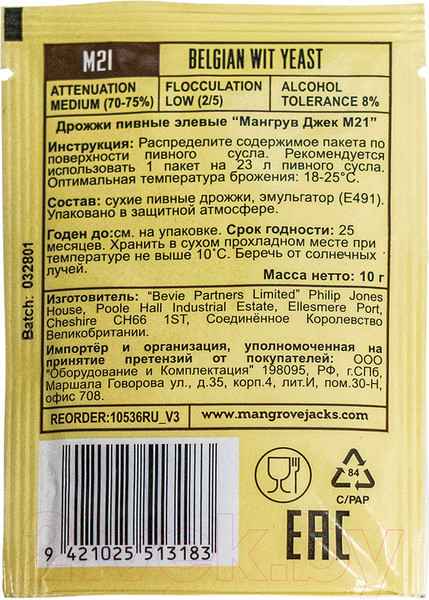 M21
BELGIAN WIT YEAST
ATTENUATION
MEDIUM (70-75%)
FLOCCULATION
LOW (2/5)
ALCOHOL
TOLERANCE 8%
Дрожжи пивные элевые “Мангрув Джек М21”
Инструкция: Распределите содержимое пакета по
поверхности пивного сусла. Рекомендуется
использовать 1 пакет на 23 л пивного сусла.
Оптимальная температура брожения: 18-25˚С.
Состав: сухие пивные дрожжи, эмульгатор (Е491).
Упаковано в защитной атмосфере.
Годен до:см. на упаковке. Срок годности: 25
месяцев. Хранить в сухом прохладном месте при
температуре не выше 10˚С. Беречь от солнечных
лучей.
Масса нетто: 10 г
Изготовитель: “Bevie Partners Limited” Philip Jones
House, Poole Hall Industrial Estate, Ellesmere Port,
Cheshire CH66 1ST, Соединённое Королевство
Великобритании.
Импортёр и организация, уполномоченная на
принятие претензий от покупателей: ООО
"Оборудование и Комплектация" 198095, РФ, г.СПб,
Маршала Говорова ул., д.35, корп.4, лит.И, пом.30-Н,
офис 708.
REORDER:10536RU_V3
www.mangrovejacks.com
Batch: 032801
9 421025 513183
84
C/PAP
EAC
21vek.by